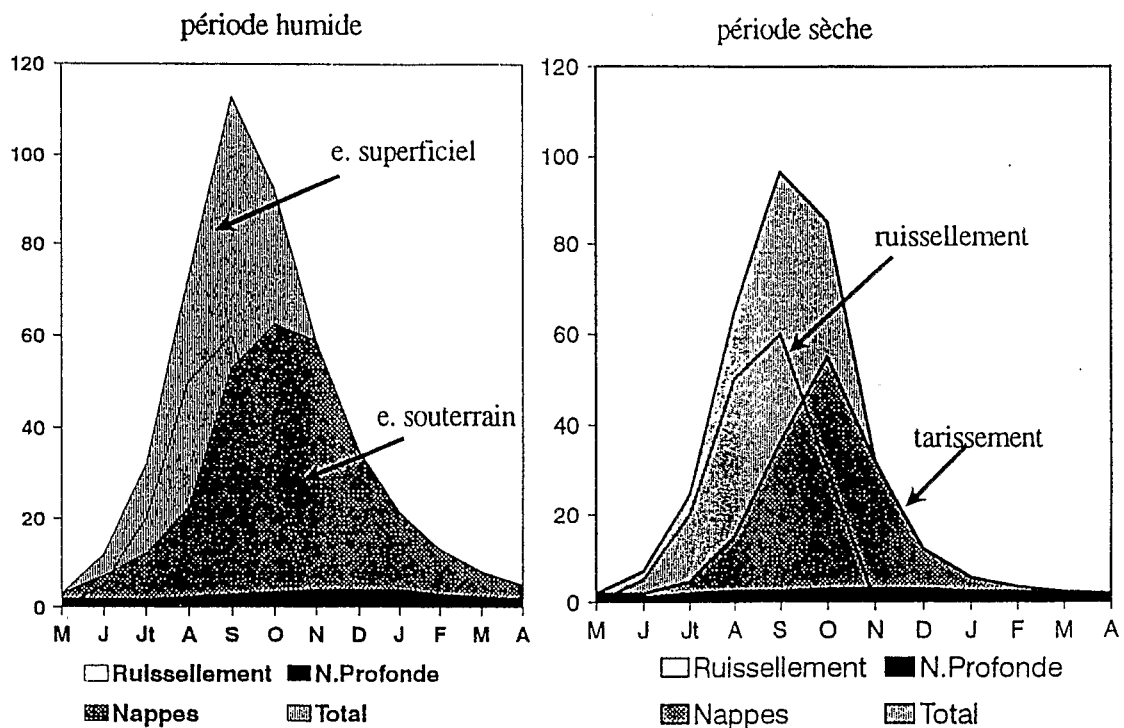 période humide
120
100
80
60
40
20
0
e. superficiel
e. souterrain
M J Jt A S O N D J F M A
Ruissellement N.Profonde
Nappes Total
période sèche
120
100
80
60
40
20
0
ruissellement
tarissement
M J Jt A S O N D J F M A
Ruissellement N.Profonde
Nappes Total